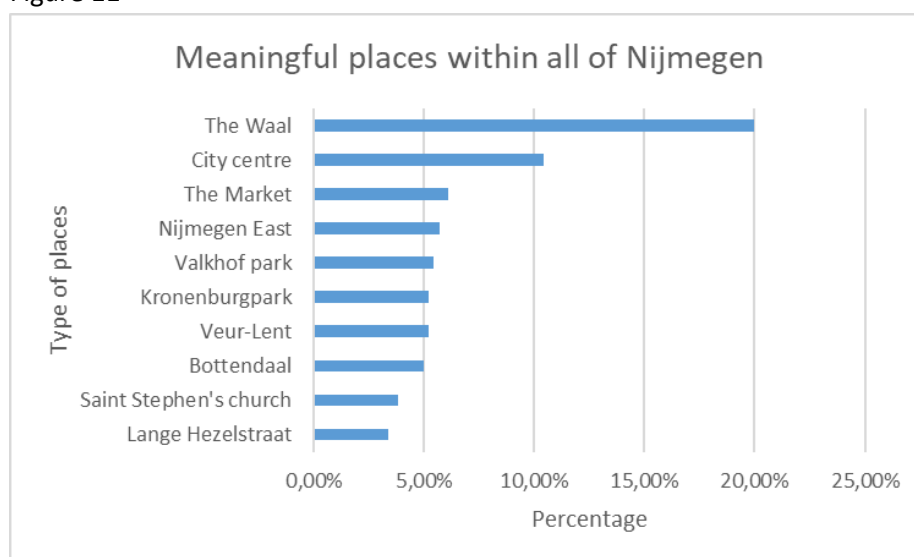 Meaningful places within all of Nijmegen
Type of places
The Waal
City centre
The Market
Nijmegen East
Valkhof park
Kronenburgpark
Veur-Lent
Bottendaal
Saint Stephen's church
Lange Hezelstraat
0,00% 5,00% 10,00% 15,00% 20,00% 25,00%
Percentage